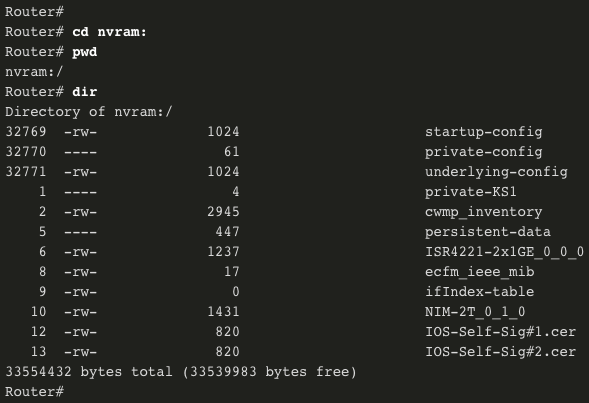 Router#
Router# cd nvram:
Router# pwd
nvram:/
Router# dir
Directory of nvram:/
32769  -rw-             1024                      startup-config
32770  ----               61                      private-config
32771  -rw-             1024                      underlying-config
    1  ----                4                      private-KS1
    2  -rw-             2945                      cwmp_inventory
    5  ----              447                      persistent-data
    6  -rw-             1237                      ISR4221-2x1GE_0_0_0
    8  -rw-               17                      ecfm_ieee_mib
    9  -rw-                0                      ifIndex-table
   10  -rw-             1431                      NIM-2T_0_1_0
   12  -rw-              820                      IOS-Self-Sig#1.cer
   13  -rw-              820                      IOS-Self-Sig#2.cer
33554432 bytes total (33539983 bytes free)
Router#